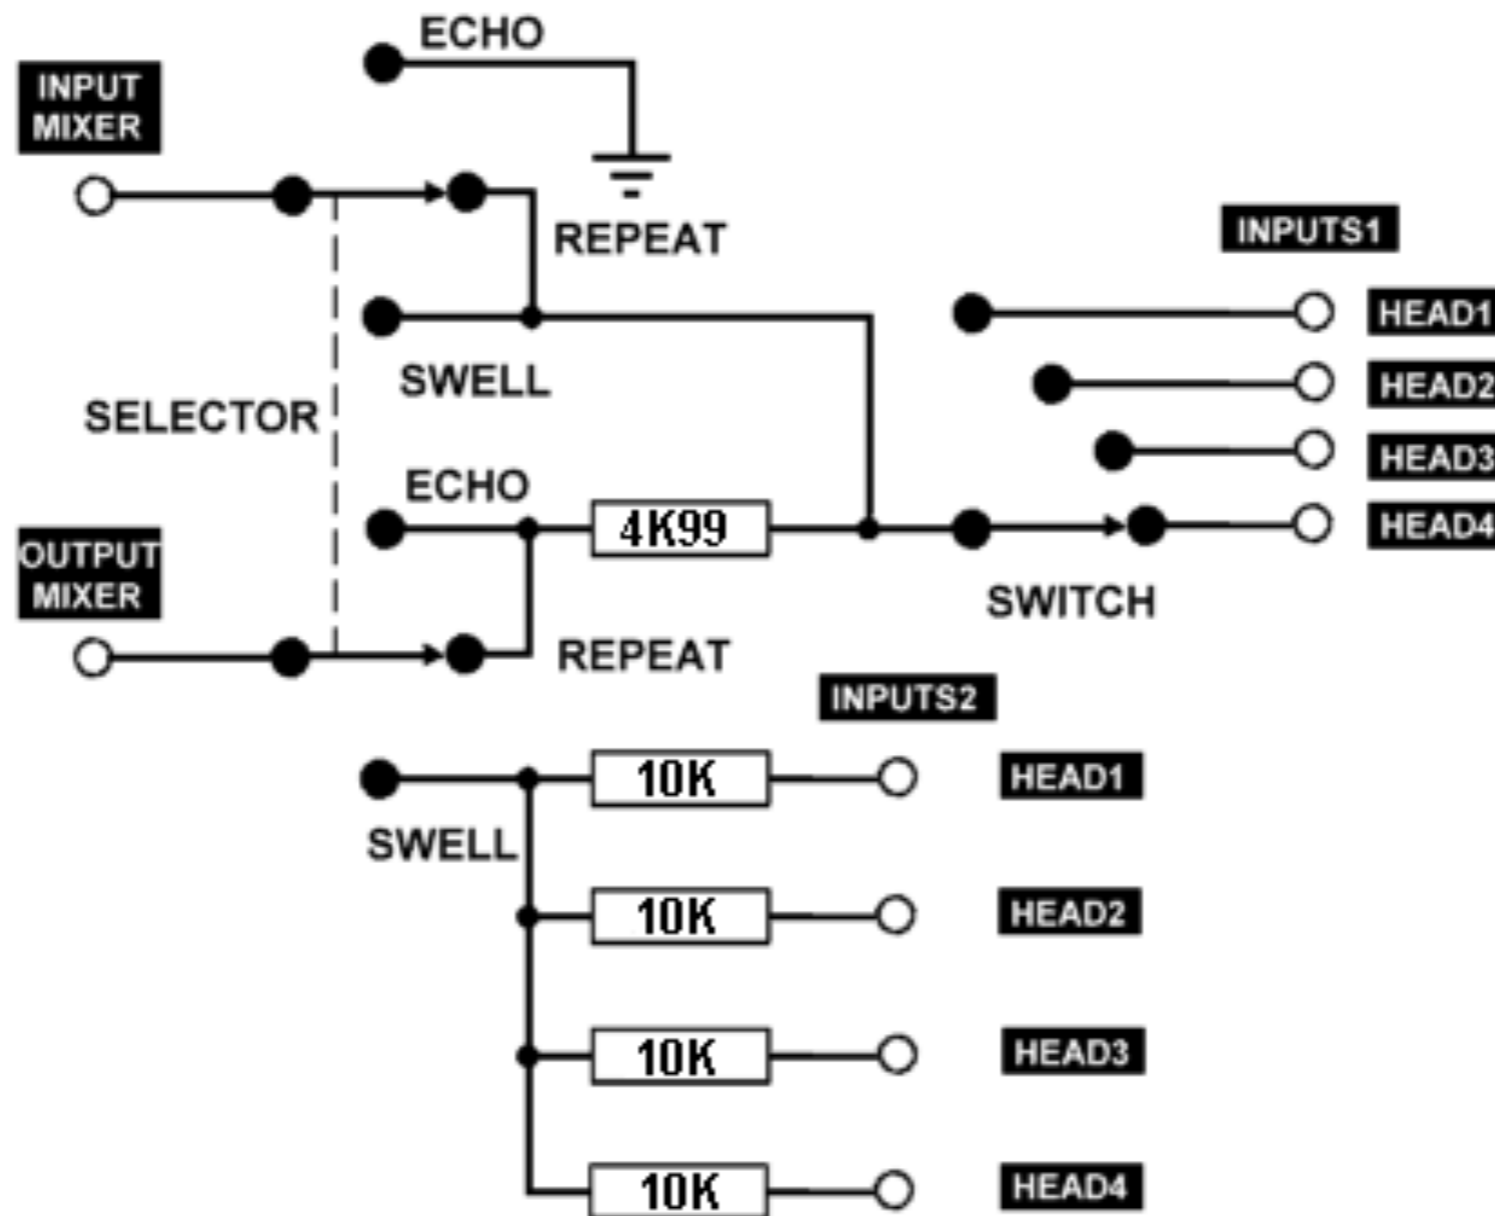 ECHO
INPUT
MIXER
REPEAT
INPUTS1
HEAD1
SWELL
HEAD2
SELECTOR
HEAD3
ECHO
4K99
HEAD4
OUTPUT
MIXER
SWITCH
REPEAT
INPUTS2
10K
HEAD1
SWELL
10K
HEAD2
10K
HEAD3
10K
HEAD4